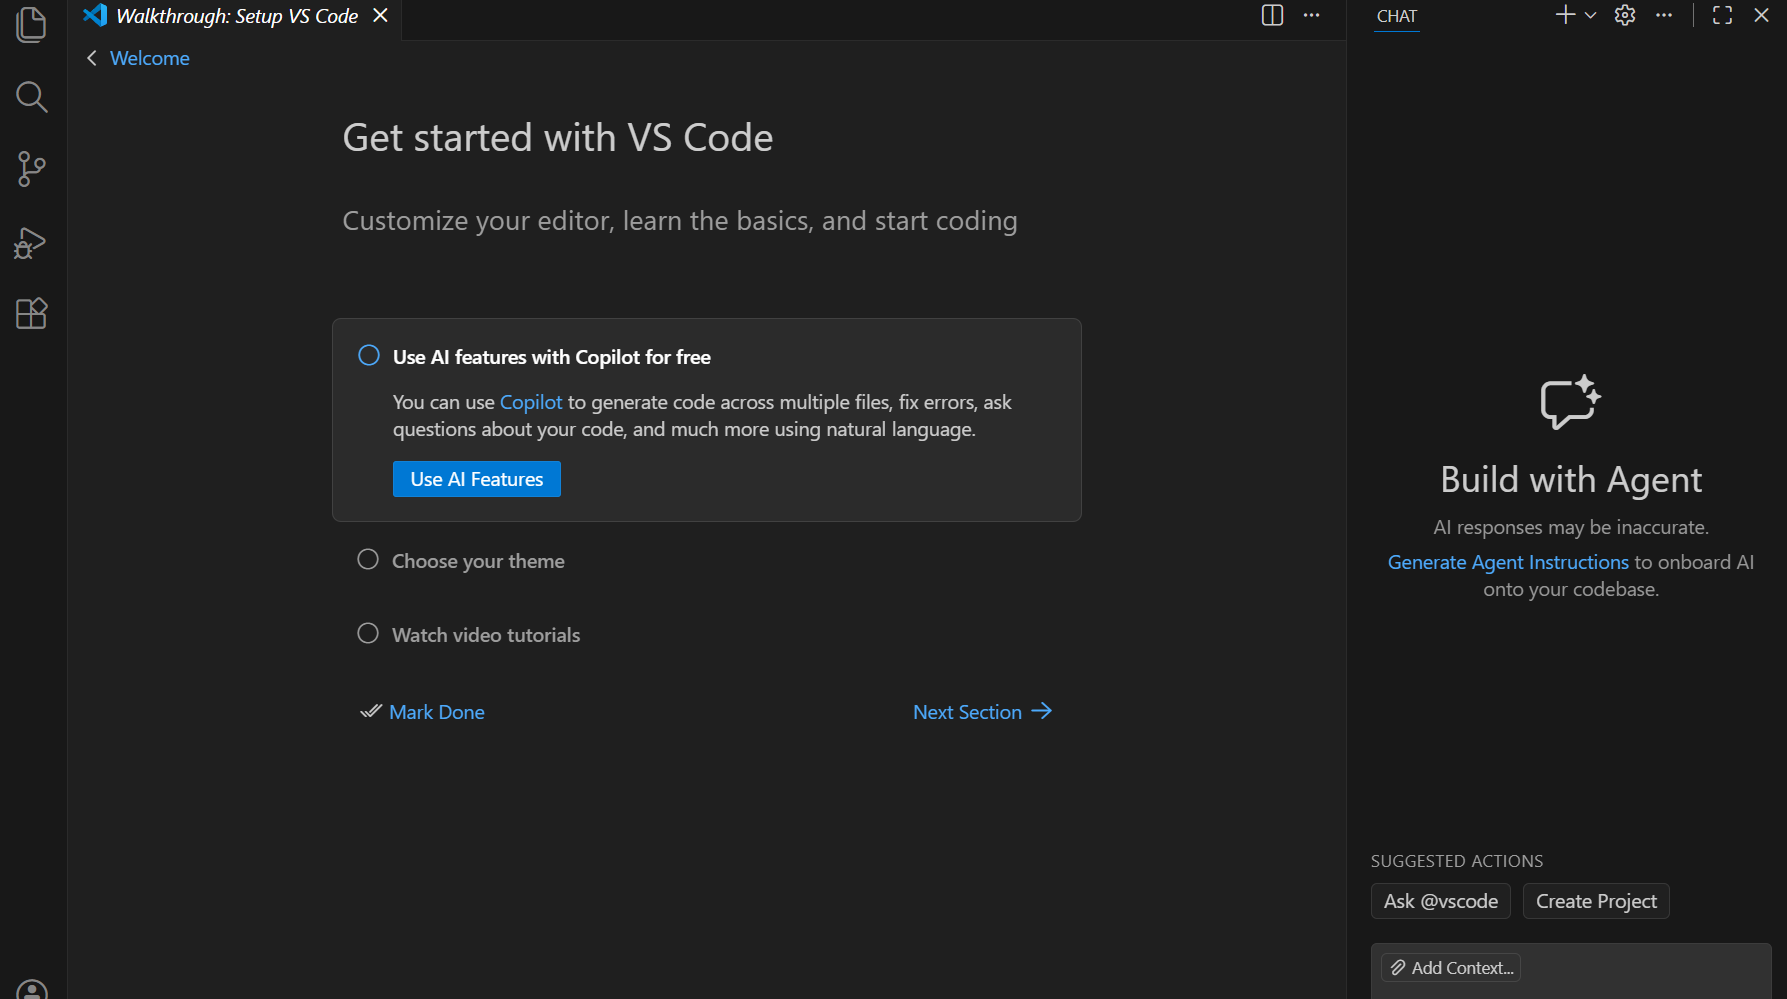 Walkthrough: Setup VS Code
Welcome
Get started with VS Code
Customize your editor, learn the basics, and start coding
Use AI features with Copilot for free
You can use Copilot to generate code across multiple files, fix errors, ask
questions about your code, and much more using natural language.
Use AI Features
Choose your theme
Watch video tutorials
Mark Done
Next Section
CHAT
Build with Agent
AI responses may be inaccurate.
Generate Agent Instructions to onboard AI
onto your codebase.
SUGGESTED ACTIONS
Ask @vscode
Create Project
Add Context...